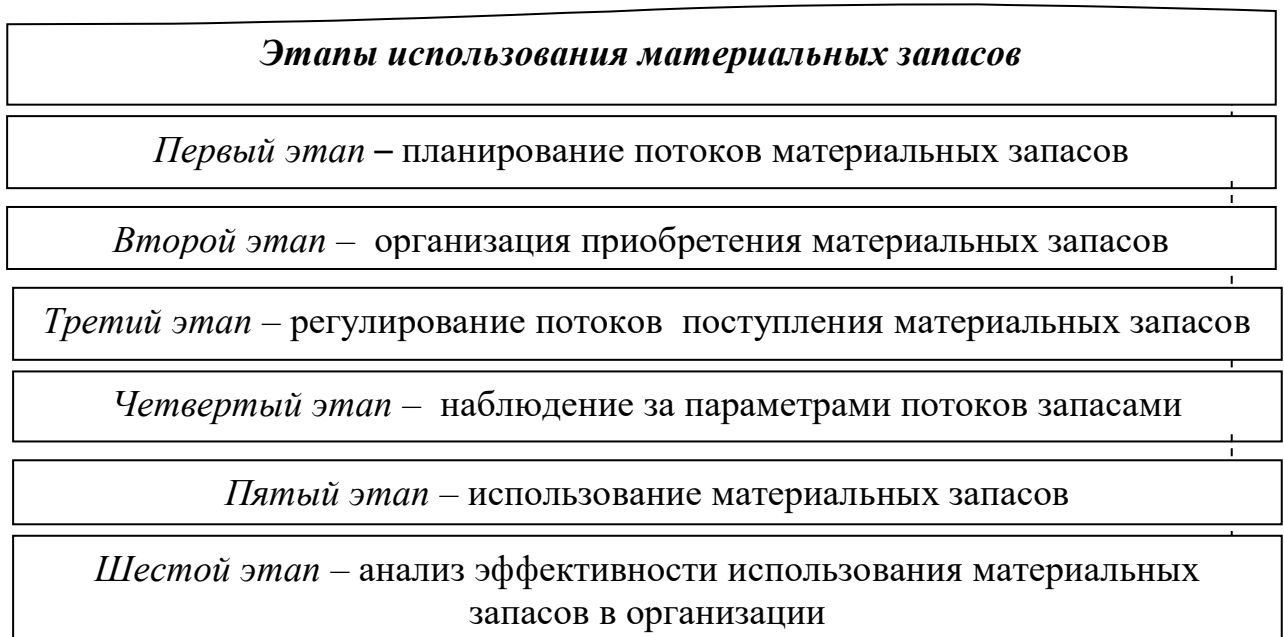 Этапы использования материальных запасов
Первый этап – планирование потоков материальных запасов
Второй этап – организация приобретения материальных запасов
Третий этап – регулирование потоков поступления материальных запасов
Четвертый этап – наблюдение за параметрами потоков запасами
Пятый этап – использование материальных запасов
Шестой этап – анализ эффективности использования материальных
запасов в организации